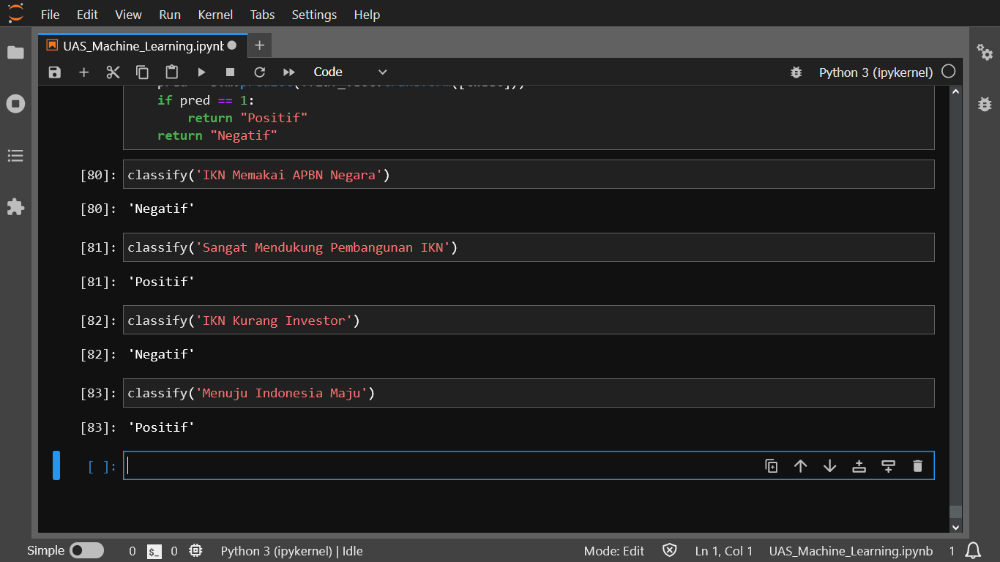 File Edit View Run Kernel Tabs Settings Help
UAS_Machine_Learning.ipynb
Code Python 3 (ipykernel)
if pred == 1:
return "Positif"
return "Negatif"
[80]: classify('IKN Memakai APBN Negara')
[80]: 'Negatif'
[81]: classify('Sangat Mendukung Pembangunan IKN')
[81]: 'Positif'
[82]: classify('IKN Kurang Investor')
[82]: 'Negatif'
[83]: classify('Menuju Indonesia Maju')
[83]: 'Positif'
[ ]:
Simple 0 $_ 0 Python 3 (ipykernel) | Idle Mode: Edit Ln 1, Col 1 UAS_Machine_Learning.ipynb 1